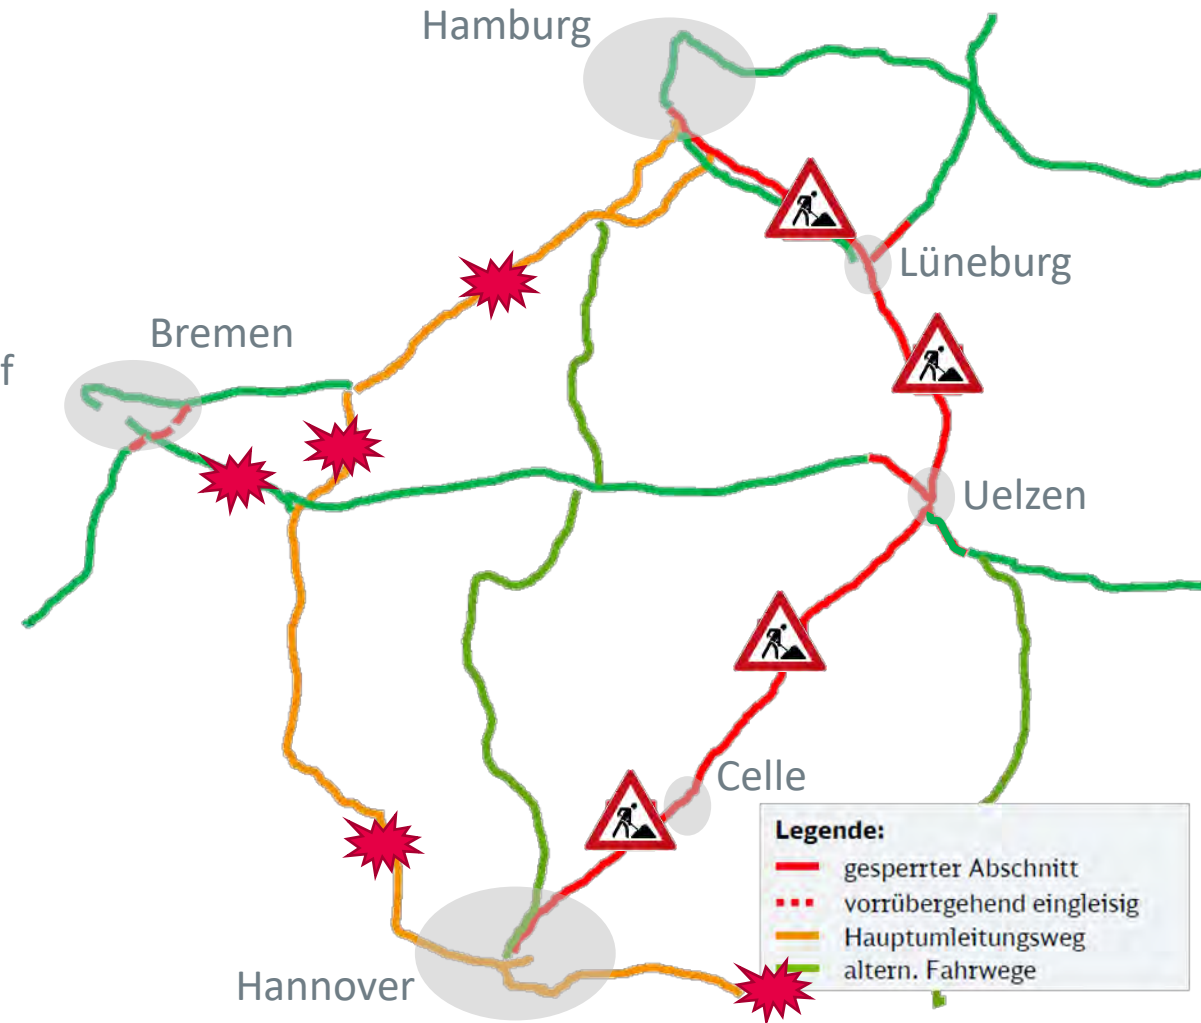 Hamburg
Lüneburg
Bremen
f
Uelzen
Celle
Legende:
gesperrter Abschnitt
vorrübergehend eingleisig
Hauptumleitungsweg
altern. Fahrwege
Hannover